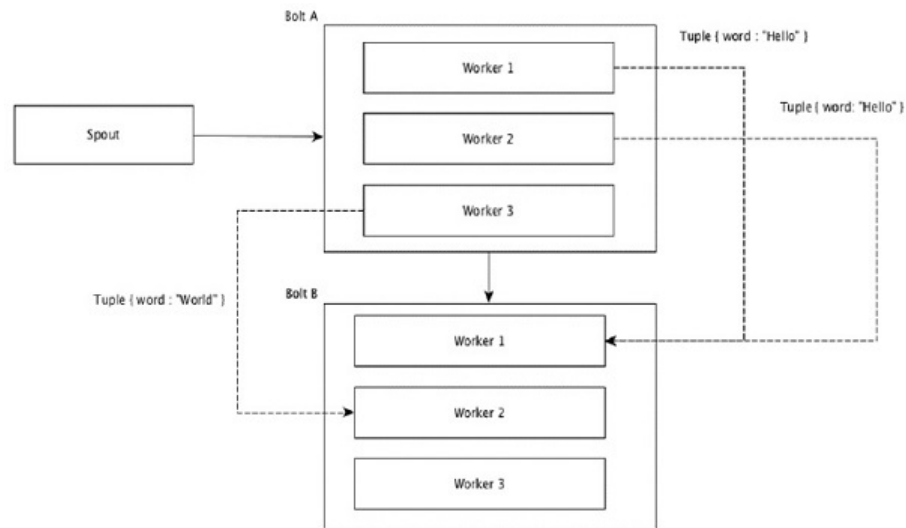 Bolt A
Tuple { word : "Hello" }
Worker 1
Tuple { word: "Hello" }
Spout
Worker 2
Worker 3
Tuple { word : "World" }
Bolt B
Worker 1
Worker 2
Worker 3